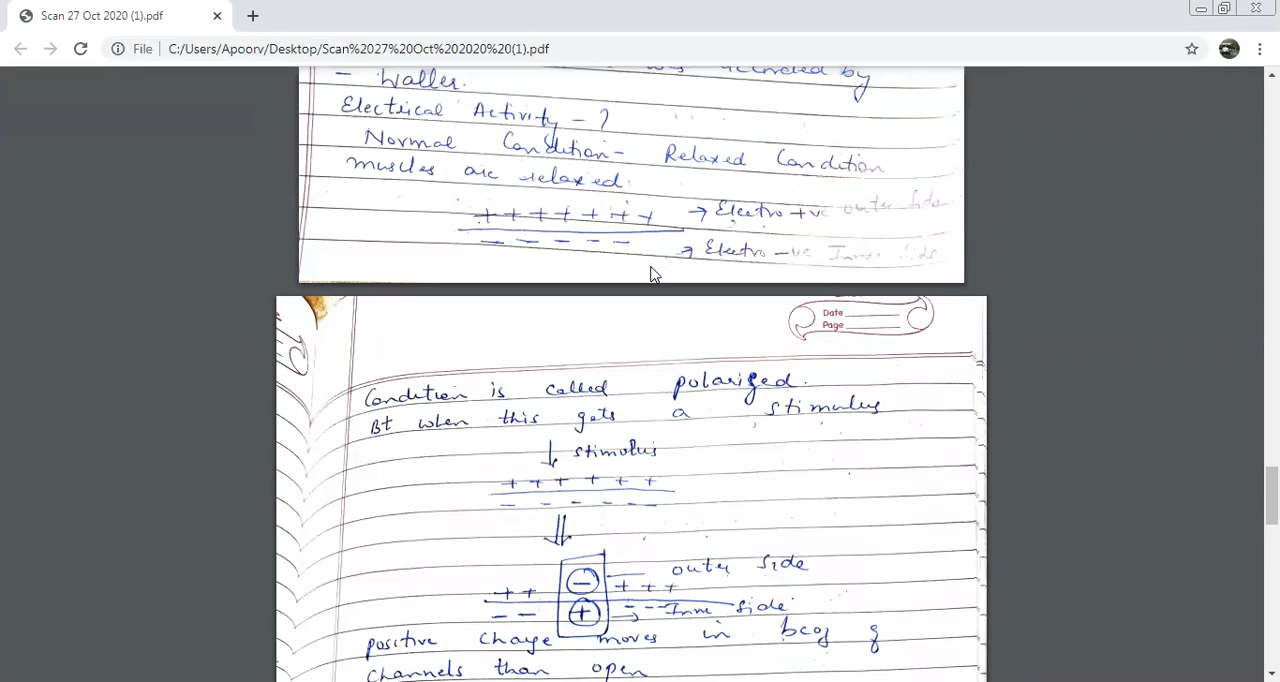 Scan 27 Oct 2020 (1).pdf
File C:/Users/Apoorv/Desktop/Scan%2027%20Oct%202020%20(1).pdf
by
- Waller.
Electrical Activity - ?
Normal Condition - Relaxed Condition
muscles are relaxed.
+ + + + + + + → Electro +ve outer Side
- - - - - → Electro -ve Inner Side
Date
Page
Condition is called polarized.
Bt when this gets a stimulus
↓ stimulus
+ + + + + +
- - - - - -
⇓
outer side
+ + - + + +
- - + - - Inne side
positive charge moves in bcoz of
channels than open